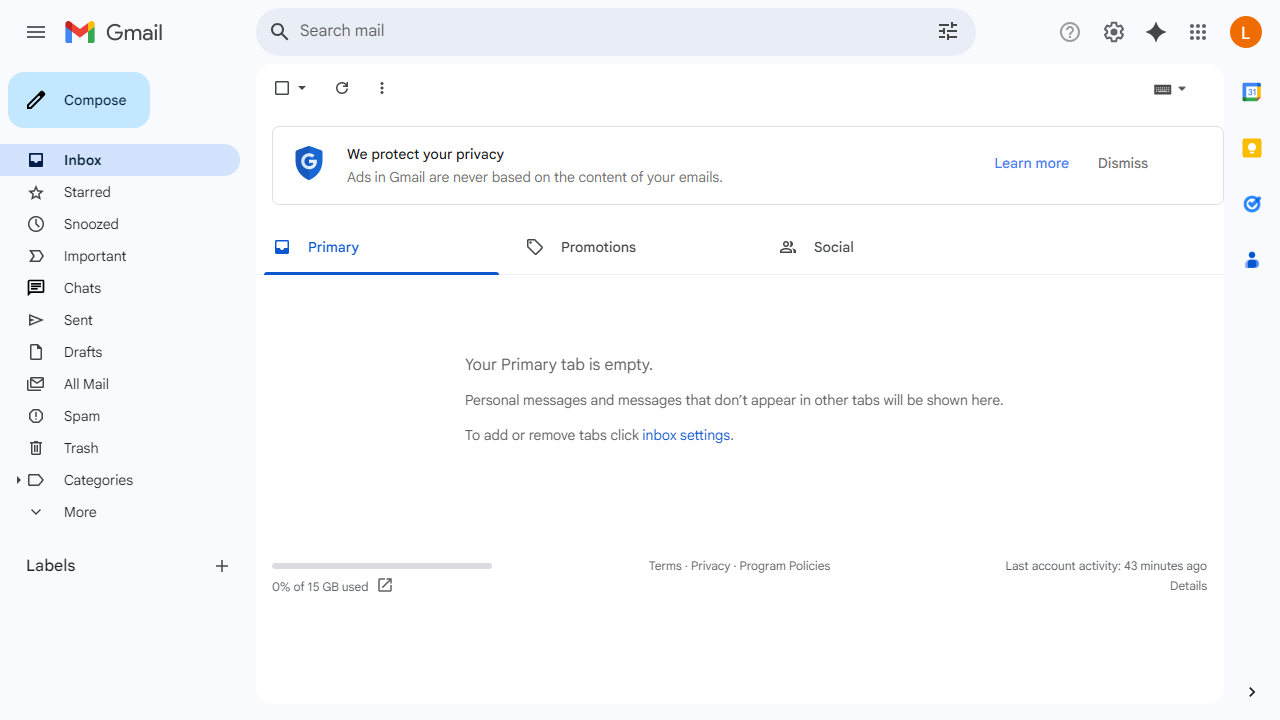 Gmail
Search mail
L
Compose
Inbox
Starred
Snoozed
Important
Chats
Sent
Drafts
All Mail
Spam
Trash
Categories
More
Labels
We protect your privacy
Ads in Gmail are never based on the content of your emails.
Learn more
Dismiss
Primary
Promotions
Social
Your Primary tab is empty.
Personal messages and messages that don’t appear in other tabs will be shown here.
To add or remove tabs click inbox settings.
0% of 15 GB used
Terms · Privacy · Program Policies
Last account activity: 43 minutes ago
Details
31
G